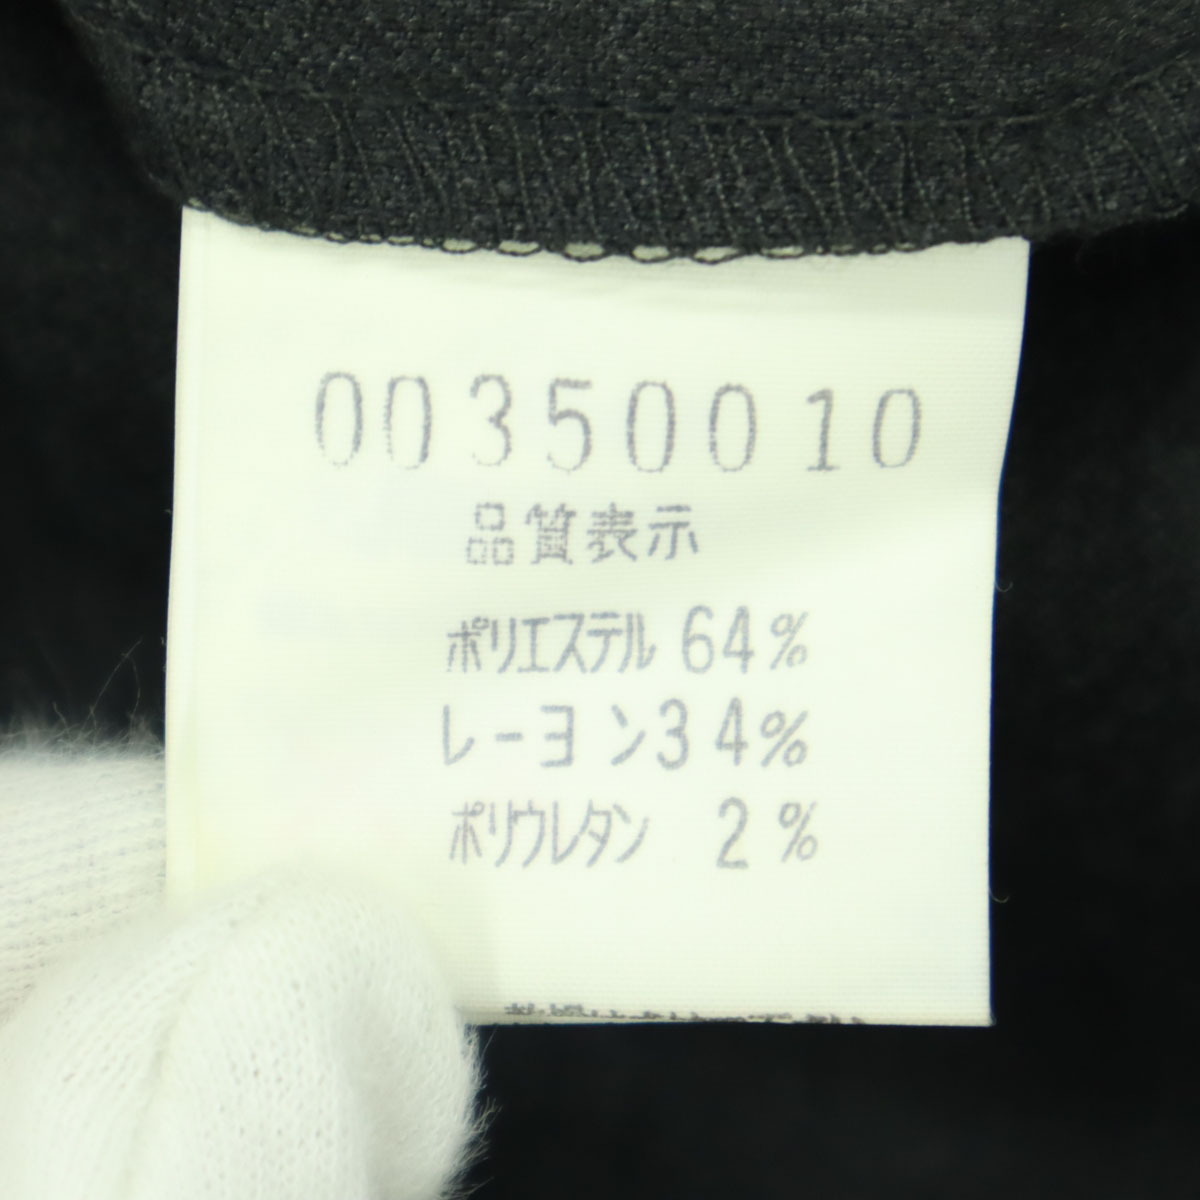 00350010
品質表示
ポリエステル 64%
レーヨン34%
ポリウレタン 2%